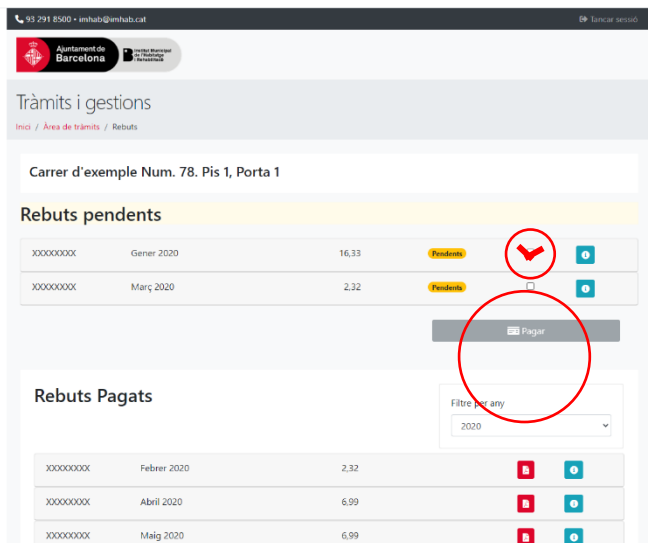 93 291 8500 • imhab@imhab.cat Tancar sessió
Ajuntament de
Barcelona
Institut Municipal
de l'Habitatge
i Rehabilitació
Tràmits i gestions
Inici / Àrea de tràmits / Rebuts
Carrer d'exemple Num. 78. Pis 1, Porta 1
Rebuts pendents
XXXXXXXX Gener 2020 16,33 Pendents
XXXXXXXX Març 2020 2,32 Pendents
Pagar
Rebuts Pagats
Filtre per any
2020
XXXXXXXX Febrer 2020 2,32
XXXXXXXX Abril 2020 6,99
XXXXXXXX Maig 2020 6,99